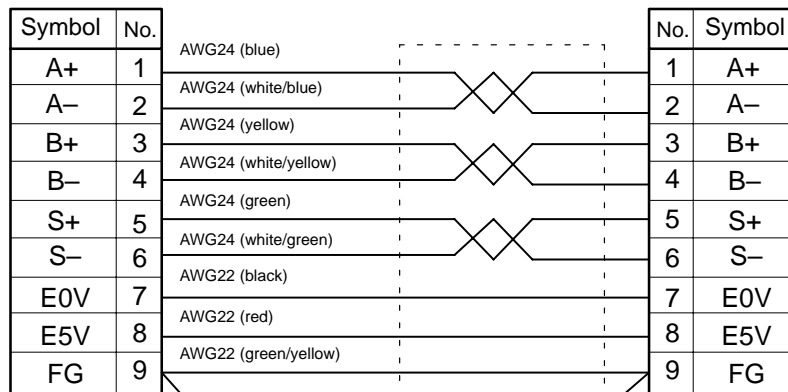 Symbol No. No. Symbol
AWG24 (blue)
A+ 1 1 A+
AWG24 (white/blue)
A– 2 2 A–
AWG24 (yellow)
B+ 3 3 B+
AWG24 (white/yellow)
B– 4 4 B–
AWG24 (green)
S+ 5 5 S+
AWG24 (white/green)
S– 6 6 S–
AWG22 (black)
E0V 7 7 E0V
AWG22 (red)
E5V 8 8 E5V
AWG22 (green/yellow)
FG 9 9 FG